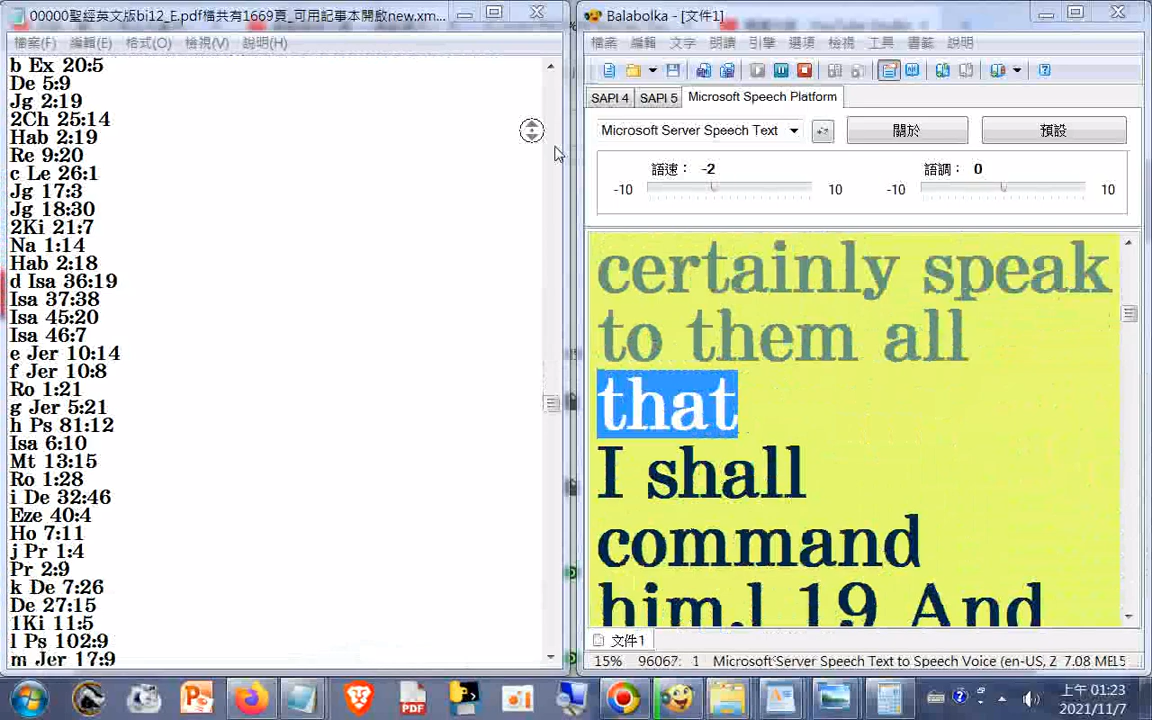 00000聖經英文版bi12_E.pdf檔共有1669頁_可用記事本開啟new.xm...
檔案(F) 編輯(E) 格式(O) 檢視(V) 說明(H)
b Ex 20:5
De 5:9
Jg 2:19
2Ch 25:14
Hab 2:19
Re 9:20
c Le 26:1
Jg 17:3
Jg 18:30
2Ki 21:7
Na 1:14
Hab 2:18
d Isa 36:19
Isa 37:38
Isa 45:20
Isa 46:7
e Jer 10:14
f Jer 10:8
Ro 1:21
g Jer 5:21
h Ps 81:12
Isa 6:10
Mt 13:15
Ro 1:28
i De 32:46
Eze 40:4
Ho 7:11
j Pr 1:4
Pr 2:9
k De 7:26
De 27:15
1Ki 11:5
l Ps 102:9
m Jer 17:9
Balabolka - [文件1]
檔案 編輯 文字 朗讀 引擎 選項 檢視 工具 書籤 說明
SAPI 4 SAPI 5 Microsoft Speech Platform
Microsoft Server Speech Text 關於 預設
語速： -2 語調： 0
-10 10 -10 10
certainly speak
to them all
that
I shall
command
him.l 19 And
文件1
15% 96067: 1 Microsoft Server Speech Text to Speech Voice (en-US, Z 7.08 ME 15
PDF
上午 01:23
2021/11/7